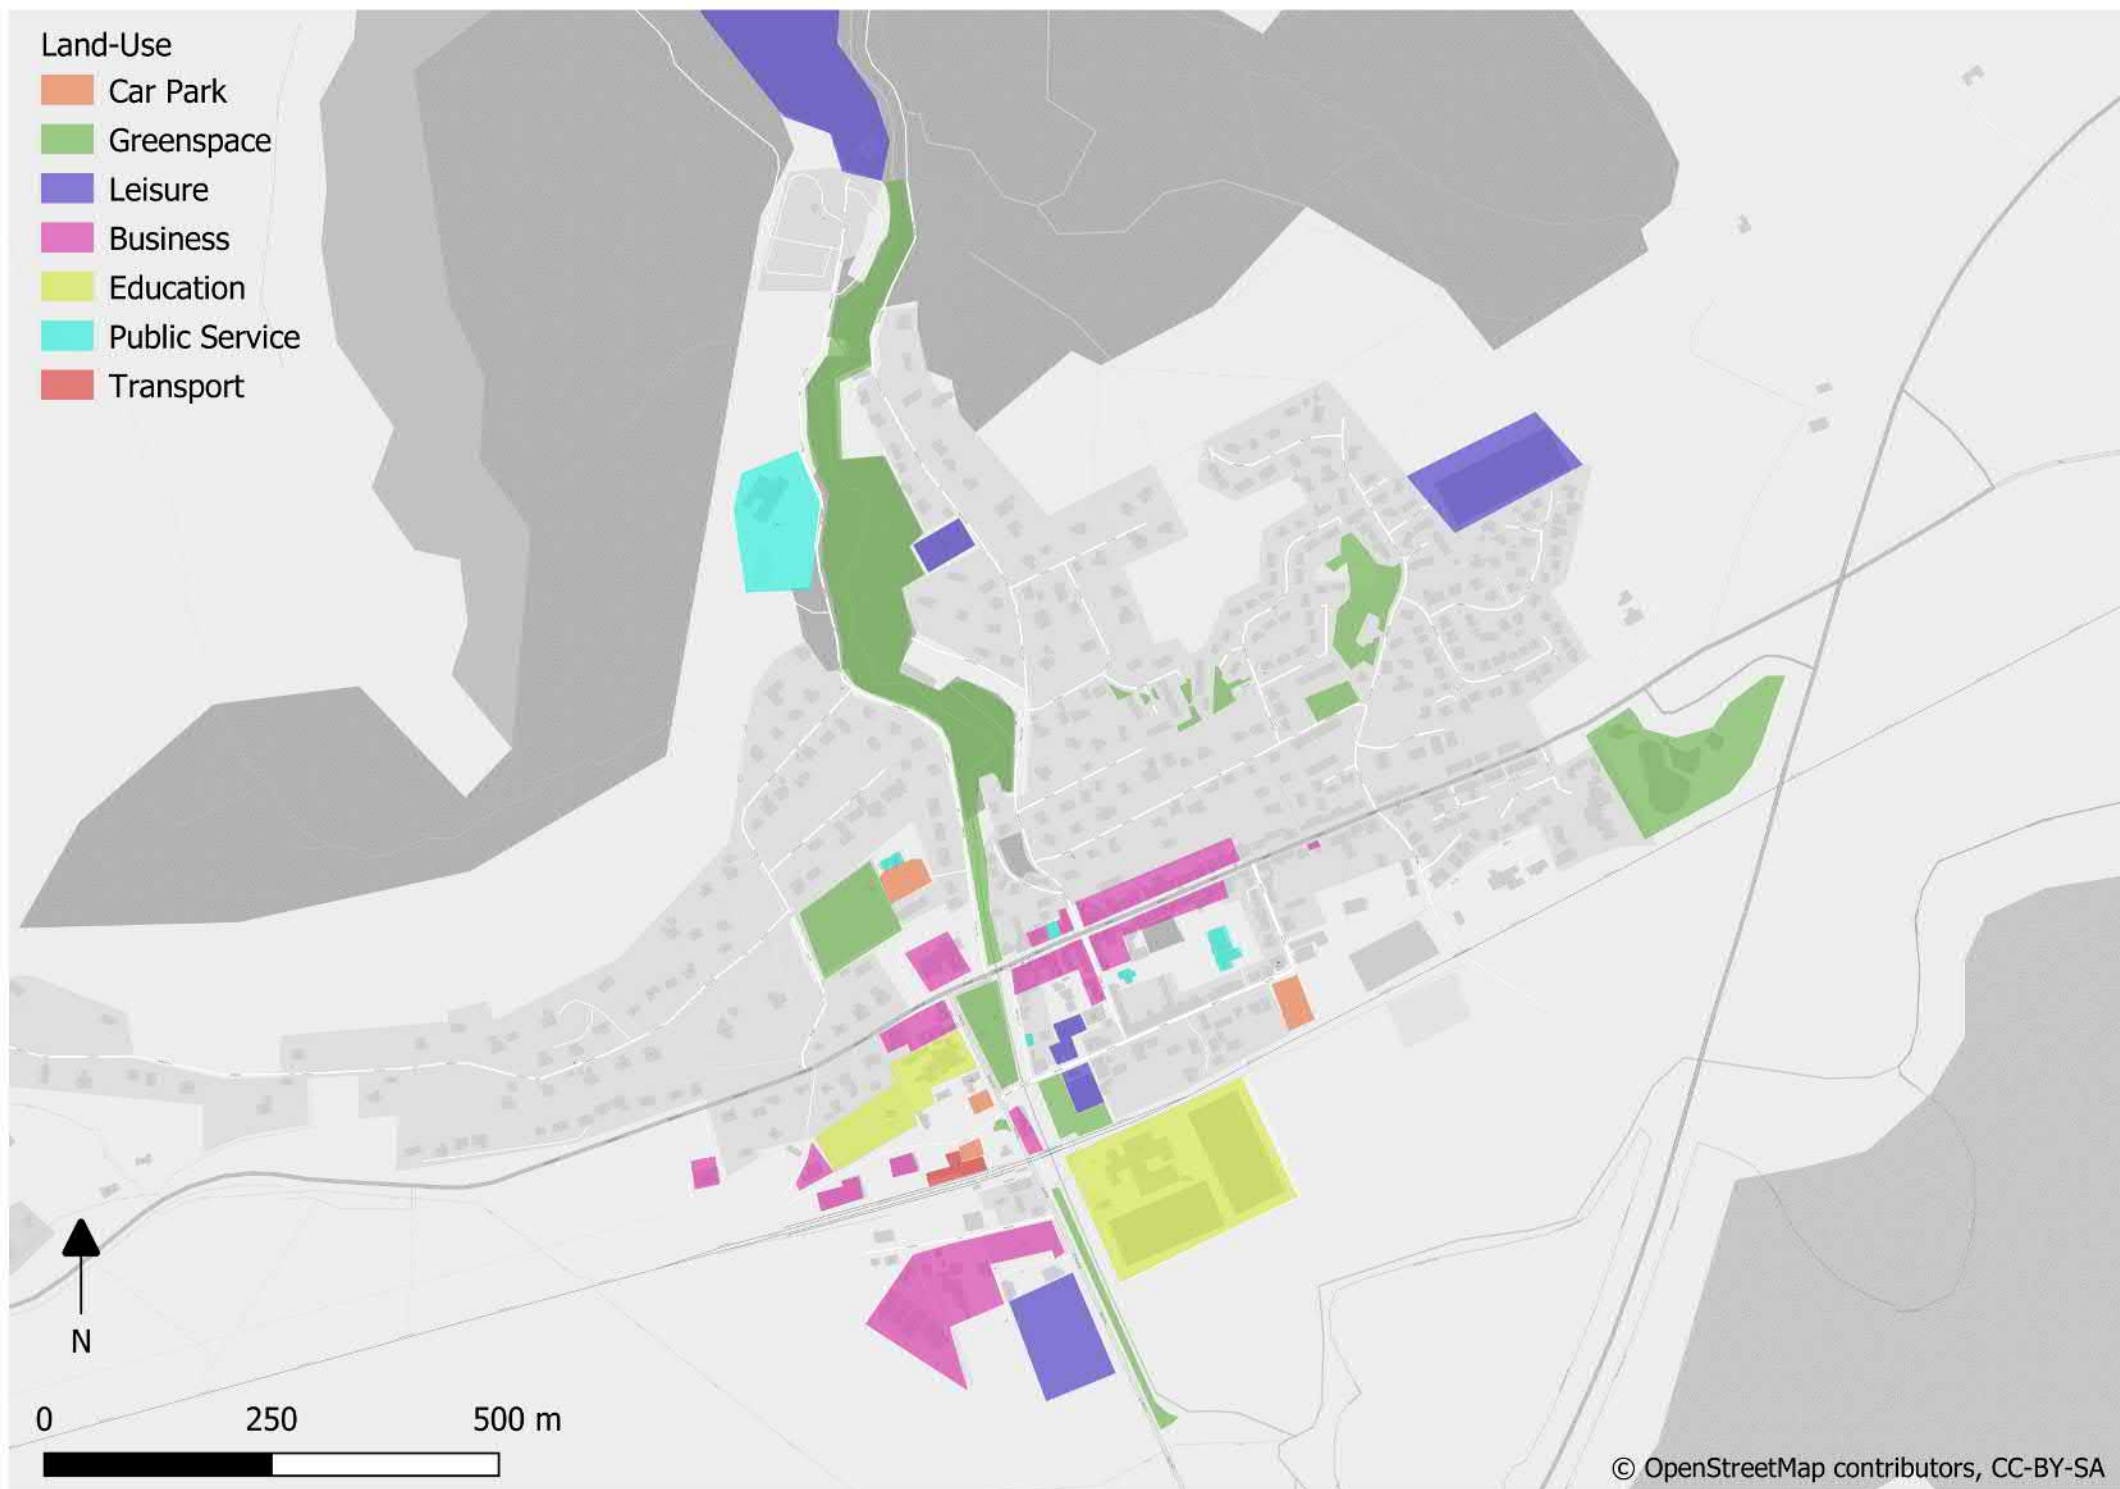 Land-Use
Car Park
Greenspace
Leisure
Business
Education
Public Service
Transport
N
0 250 500 m
© OpenStreetMap contributors, CC-BY-SA